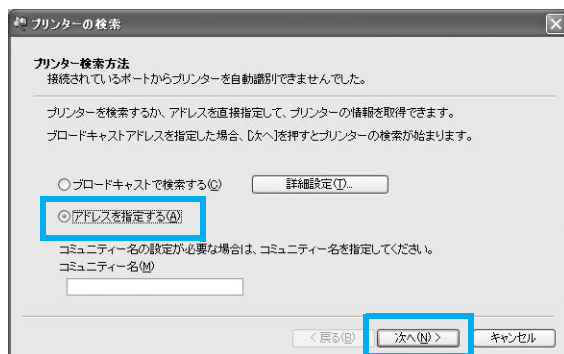 プリンターの検索
プリンター検索方法
接続されているポートからプリンターを自動識別できませんでした。
プリンターを検索するか、アドレスを直接指定して、プリンターの情報を取得できます。
ブロードキャストアドレスを指定した場合、[次へ]を押すとプリンターの検索が始まります。
ブロードキャストで検索する(C) 詳細設定(T)...
アドレスを指定する(A)
コミュニティー名の設定が必要な場合は、コミュニティー名を指定してください。
コミュニティー名(M)
< 戻る(B) 次へ(N) > キャンセル